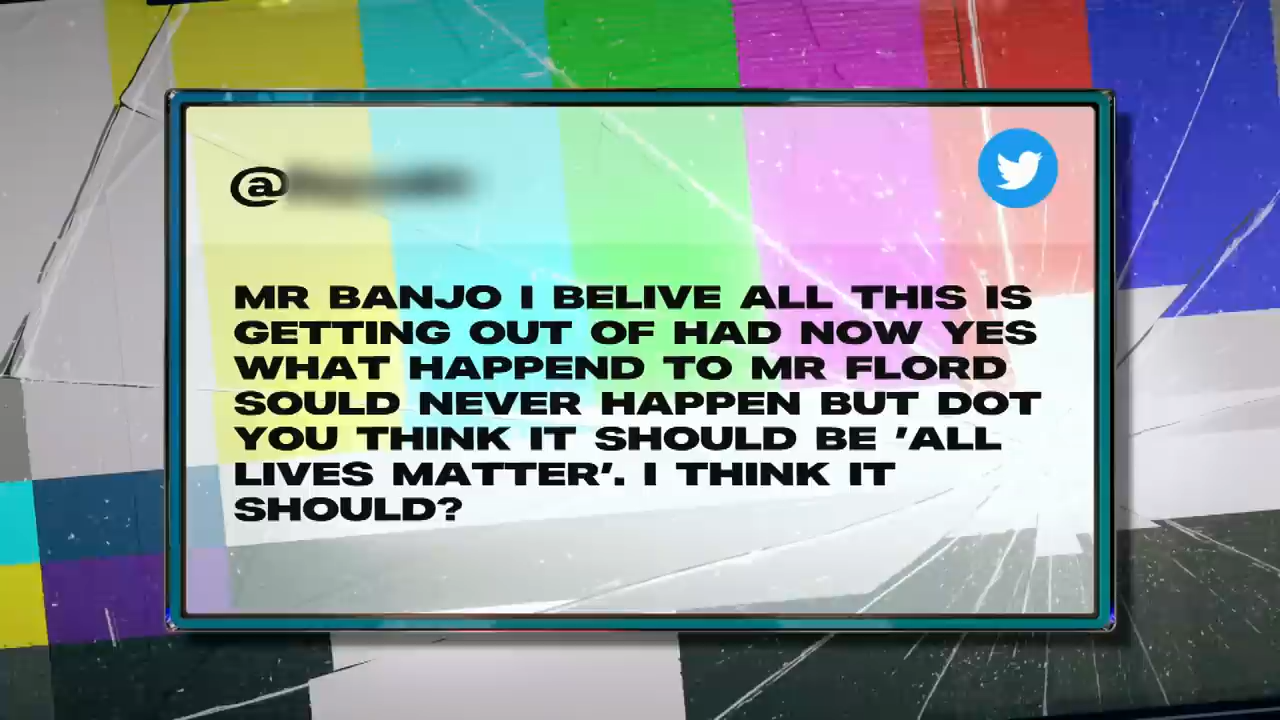 @
MR BANJO I BELIVE ALL THIS IS
GETTING OUT OF HAD NOW YES
WHAT HAPPEND TO MR FLORD
SOULD NEVER HAPPEN BUT DOT
YOU THINK IT SHOULD BE 'ALL
LIVES MATTER'. I THINK IT
SHOULD?